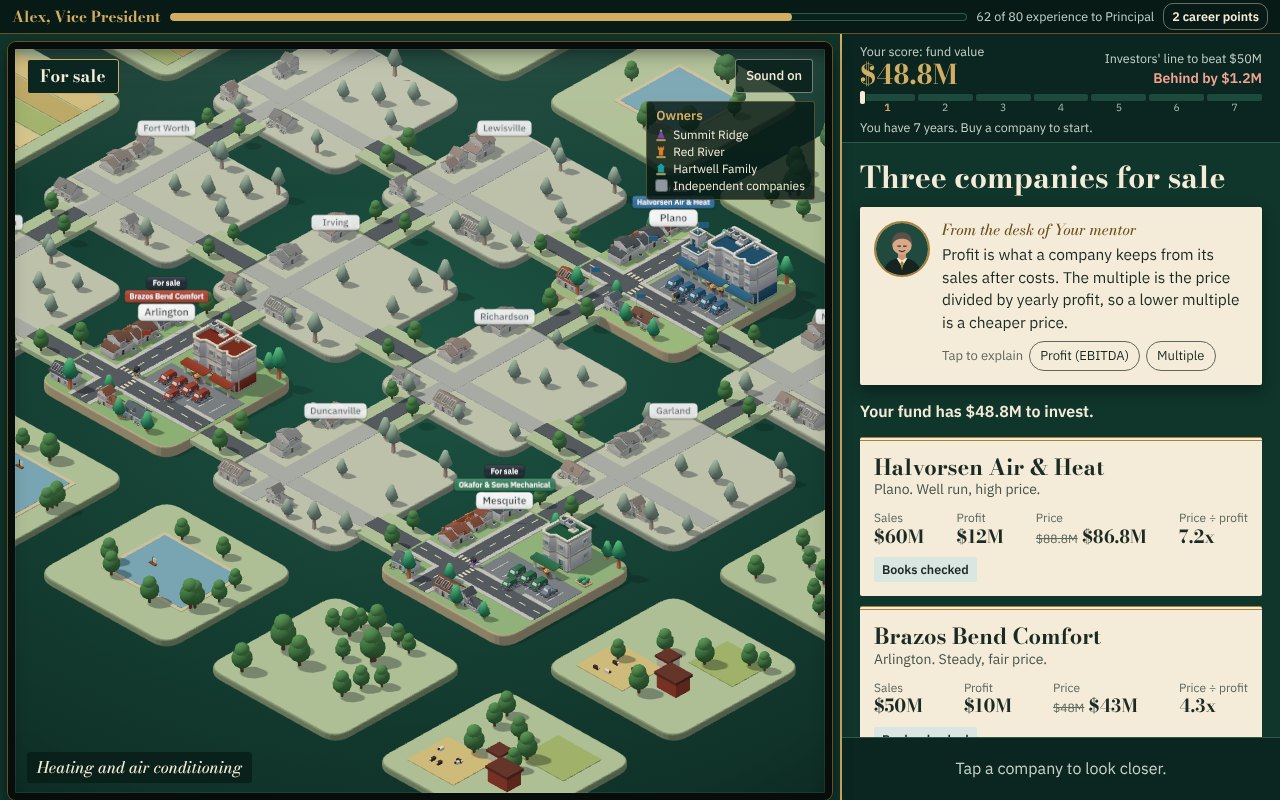 Alex, Vice President
62 of 80 experience to Principal
2 career points
For sale
Sound on
Owners
Summit Ridge
Red River
Hartwell Family
Independent companies
Fort Worth
Lewisville
Halvorsen Air & Heat
Plano
Irving
For sale
Brazos Bend Comfort
Arlington
Richardson
Duncanville
Garland
For sale
Okafor & Sons Mechanical
Mesquite
Heating and air conditioning
Your score: fund value
$48.8M
Investors' line to beat $50M
Behind by $1.2M
1 2 3 4 5 6 7
You have 7 years. Buy a company to start.
Three companies for sale
From the desk of Your mentor
Profit is what a company keeps from its
sales after costs. The multiple is the price
divided by yearly profit, so a lower multiple
is a cheaper price.
Tap to explain Profit (EBITDA) Multiple
Your fund has $48.8M to invest.
Halvorsen Air & Heat
Plano. Well run, high price.
Sales Profit Price Price ÷ profit
$60M $12M $88.8M $86.8M 7.2x
Books checked
Brazos Bend Comfort
Arlington. Steady, fair price.
Sales Profit Price Price ÷ profit
$50M $10M $48M $43M 4.3x
Tap a company to look closer.